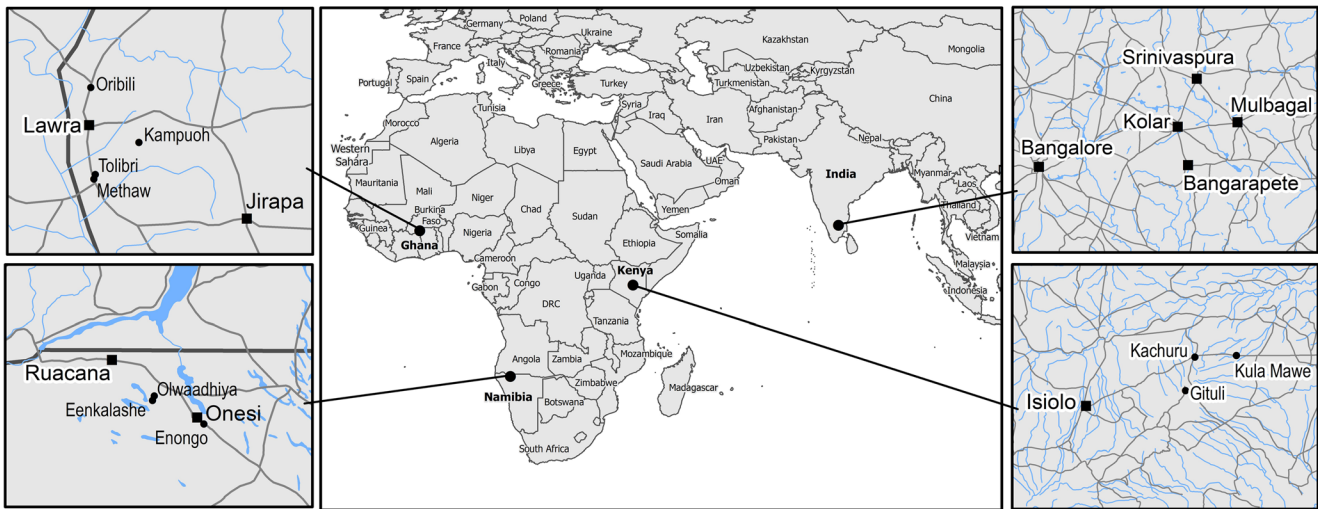 Oribili
Lawra
Kampuoh
Tolibri
Methaw
Jirapa
Ruacana
Olwaadhiya
Eenkalashe
Onesi
Enongo
Poland
Germany
Ukraine
France
Romania
Kazakhstan
Mongolia
Italy
Uzbekistan
Kyrgyzstan
Portugal
Spain
Greece
Turkey
Turkmenistan
China
Tunisia
Syria
Afghanistan
Morocco
Iraq
Iran
Pakistan
Nepal
Western
Sahara
Algeria
Libya
Egypt
Saudi Arabia
UAE
Oman
India
Myanmar
Laos
Mauritania
Mali
Niger
Chad
Sudan
Yemen
Thailand
Burkina
Faso
Guinea
Ghana
Nigeria
Ethiopia
Somalia
Vietnam
Cameroon
Uganda
Kenya
Malaysia
Gabon
Congo
DRC
Indonesia
Tanzania
Angola
Zambia
Mozambique
Zimbabwe
Madagascar
Namibia
Botswana
South Africa
Srinivaspura
Mulbagal
Kolar
Bangalore
Bangarapete
Kachuru
Kula Mawe
Isiolo
Gituli